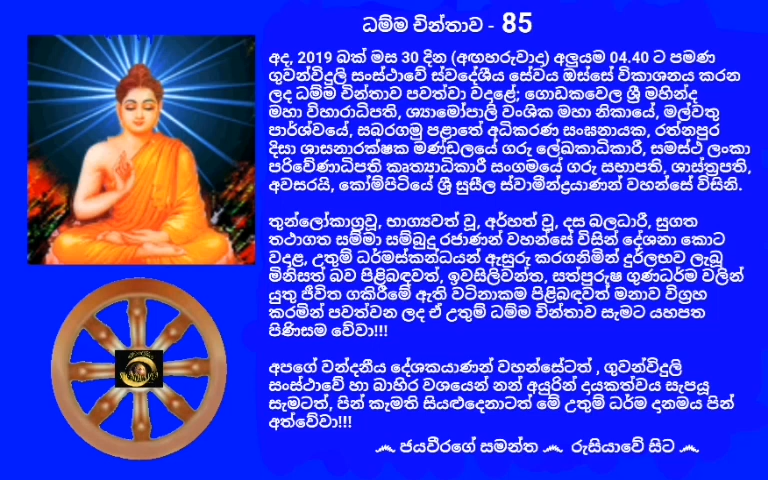 ධම්ම චින්තාව - 85
අද, 2019 බක් මස 30 දින (අඟහරුවාදා) අලුයම 04.40 ට පමණ
ගුවන්විදුලි සංස්ථාවේ ස්වදේශීය සේවය ඔස්සේ විකාශනය කරන
ලද ධම්ම චින්තාව පවත්වා වදාළේ; ගොඩකවෙල ශ්‍රී මහින්ද
මහා විහාරාධිපති, ශ්‍යාමෝපාලි වංශික මහා නිකායේ, මල්වතු
පාර්ශ්වයේ, සබරගමු පළාතේ අධිකරණ සංඝනායක, රත්නපුර
දිසා ශාසනාරක්ෂක මණ්ඩලයේ ගරු ලේඛකාධිකාරී, සමස්ථ ලංකා
පරිවේණාධිපති කෘත්‍යාධිකාරී සංගමයේ ගරු සභාපති, ශාස්ත්‍රපති,
අවසරයි, කෝම්පිටියේ ශ්‍රී සුසීල ස්වාමීන්ද්‍රයාණන් වහන්සේ විසිනි.
තුන්ලෝකාග්‍රවූ, භාග්‍යවත් වූ, අර්හත් වූ, දස බලධාරී, සුගත
තථාගත සම්මා සම්බුදු රජාණන් වහන්සේ විසින් දේශනා කොට
වදාළ, උතුම් ධර්මස්කන්ධයන් ඇසුරු කරගනිමින් දුර්ලභව ලැබූ
මිනිසත් බව පිළිබඳවත්, ඉවසිලිවන්ත, සත්පුරුෂ ගුණධර්ම වලින්
යුතු ජීවිත ගකිරීමේ ඇති වටිනාකම පිළිබඳවත් මනාව විග්‍රහ
කරමින් පවත්වන ලද ඒ උතුම් ධම්ම චින්තාව සැමට යහපත
පිණිසම වේවා!!!
අපගේ වන්දනීය දේශකයාණන් වහන්සේටත් , ගුවන්විදුලි
සංස්ථාවේ හා බාහිර වශයෙන් නන් අයුරින් දායකත්වය සැපයූ
සැමටත්, පින් කැමති සියළුදෙනාටත් මේ උතුම් ධර්ම දානමය පින්
අත්වේවා!!!
ජයවීරගේ සමන්ත රුසියාවේ සිට